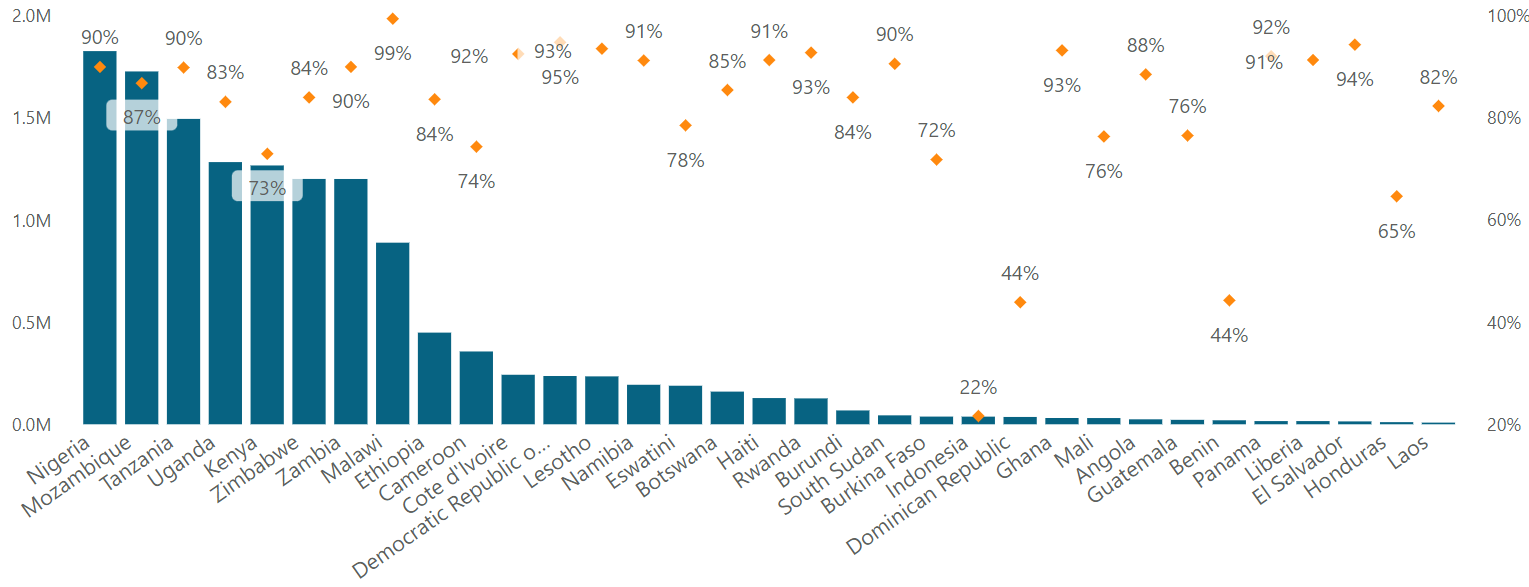 2.0M
1.5M
1.0M
0.5M
0.0M
100%
80%
60%
40%
20%
90%
87%
90%
83%
73%
84%
90%
99%
84%
74%
92%
95%
93%
91%
78%
85%
91%
93%
84%
90%
72%
22%
44%
93%
76%
88%
76%
44%
92%
91%
94%
65%
82%
Nigeria
Mozambique
Tanzania
Uganda
Kenya
Zimbabwe
Zambia
Malawi
Ethiopia
Cameroon
Cote d'Ivoire
Democratic Republic o...
Lesotho
Namibia
Eswatini
Botswana
Haiti
Rwanda
Burundi
South Sudan
Burkina Faso
Indonesia
Dominican Republic
Ghana
Mali
Angola
Guatemala
Benin
Panama
Liberia
El Salvador
Honduras
Laos